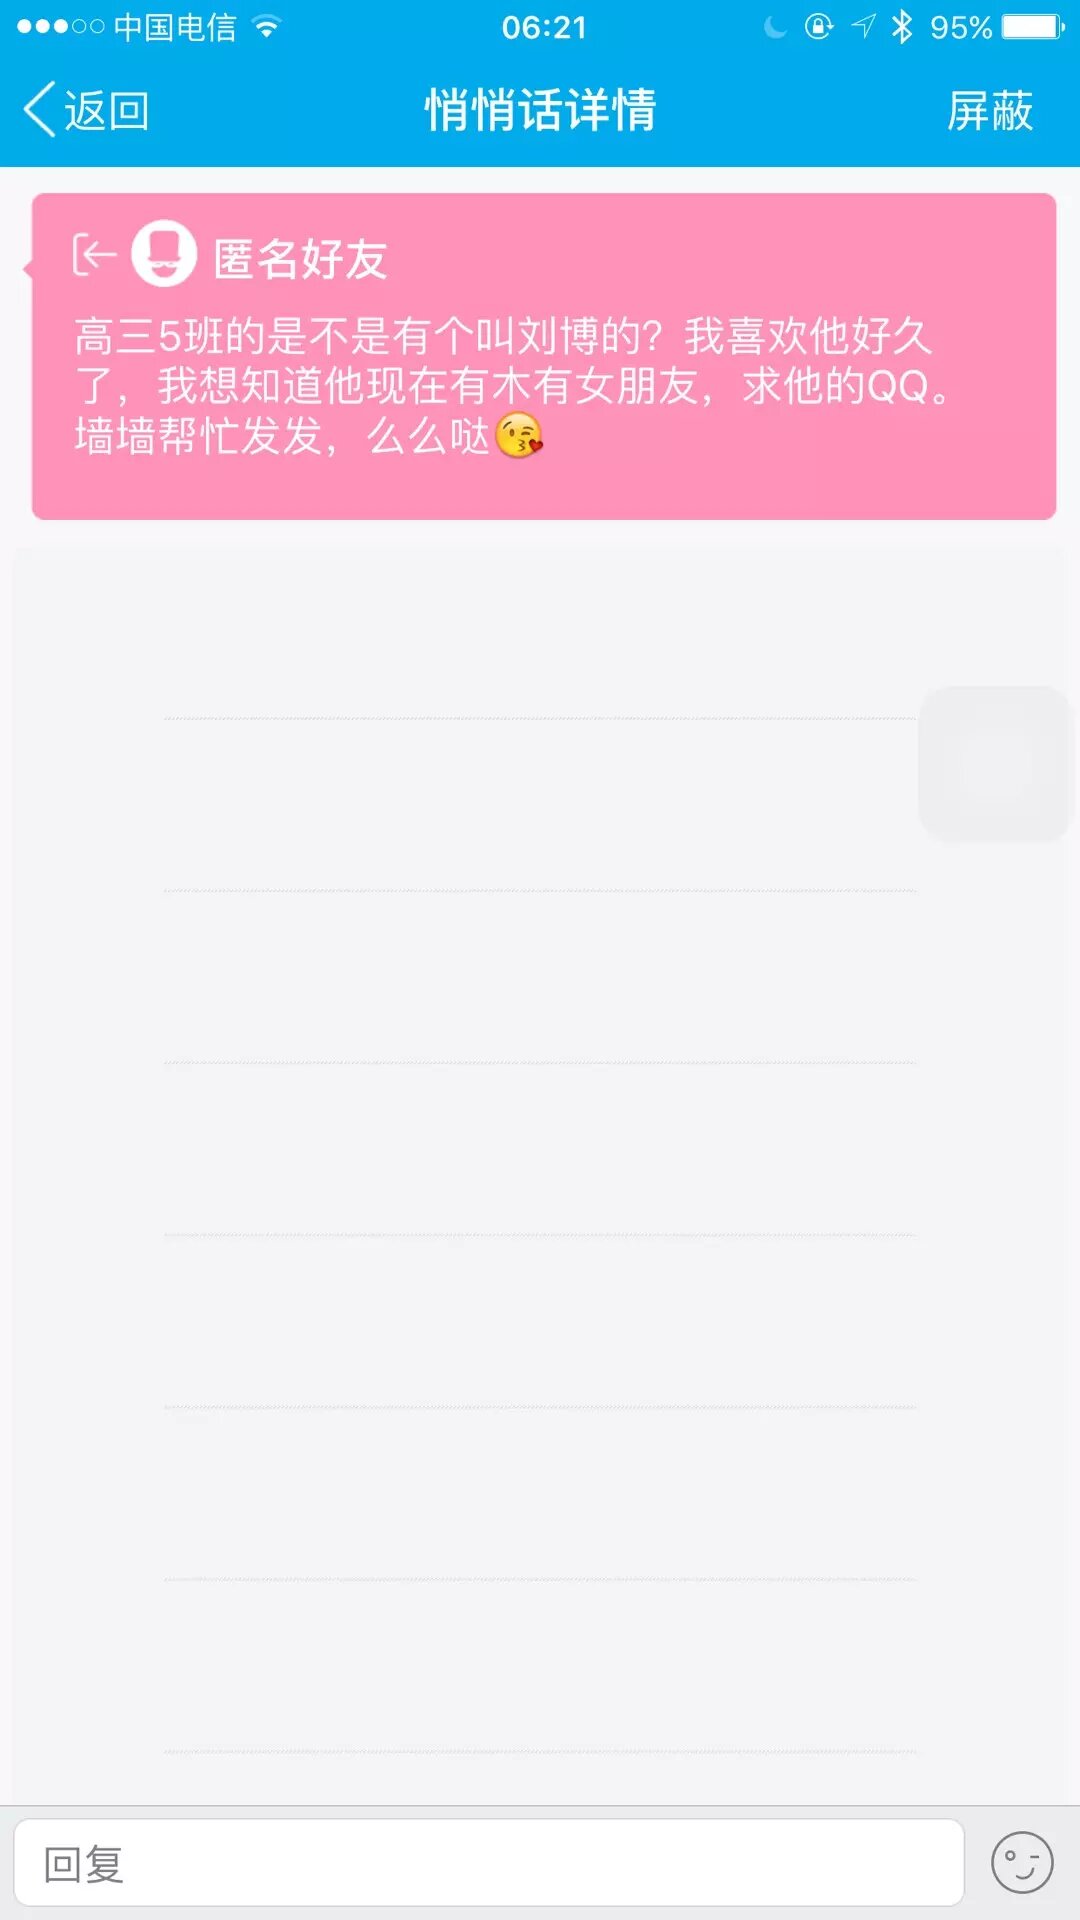 中国电信 06:21 95%
返回 悄悄话详情 屏蔽
匿名好友
高三5班的是不是有个叫刘博的？我喜欢他好久
了，我想知道他现在有木有女朋友，求他的QQ。
墙墙帮忙发发，么么哒😘
回复